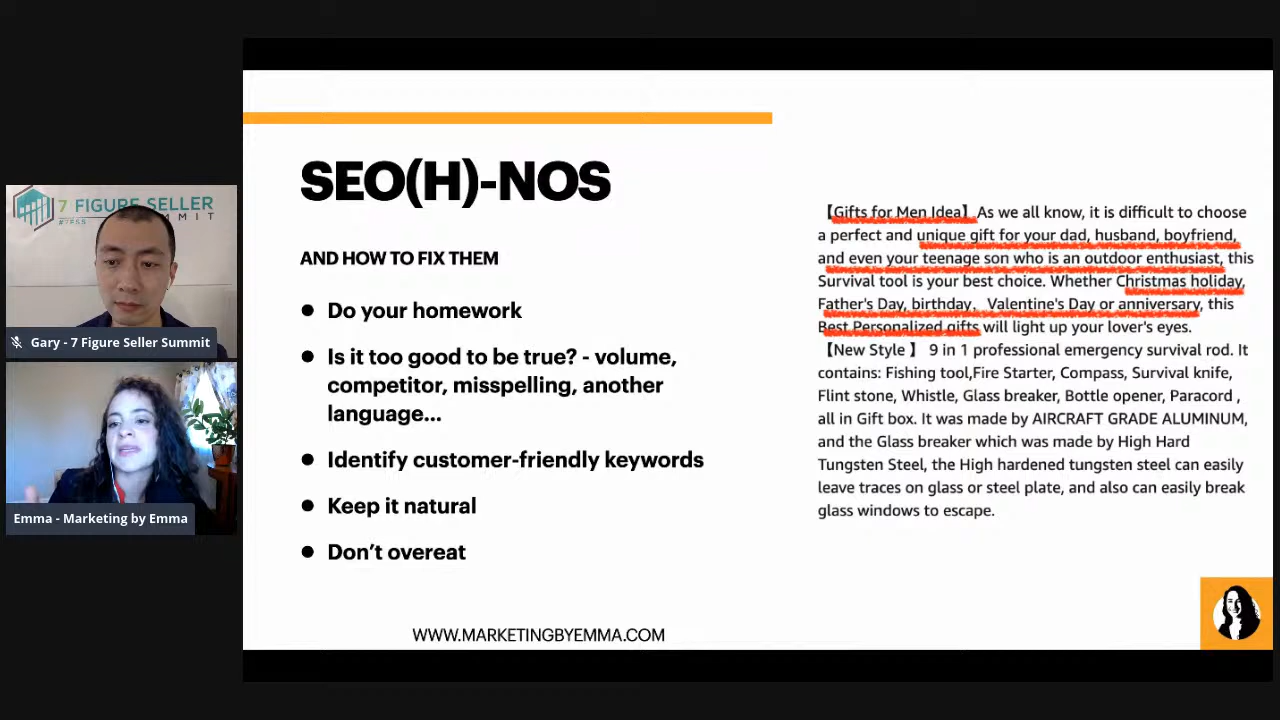 7 FIGURE SELLER
#7FSS
SUMMIT
Gary - 7 Figure Seller Summit
Emma - Marketing by Emma
SEO(H)-NOS
AND HOW TO FIX THEM
● Do your homework
● Is it too good to be true? - volume,
competitor, misspelling, another
language...
● Identify customer-friendly keywords
● Keep it natural
● Don’t overeat
WWW.MARKETINGBYEMMA.COM
【Gifts for Men Idea】As we all know, it is difficult to choose
a perfect and unique gift for your dad, husband, boyfriend,
and even your teenage son who is an outdoor enthusiast, this
Survival tool is your best choice. Whether Christmas holiday,
Father's Day, birthday、Valentine's Day or anniversary, this
Best Personalized gifts will light up your lover's eyes.
【New Style 】 9 in 1 professional emergency survival rod. It
contains: Fishing tool,Fire Starter, Compass, Survival knife,
Flint stone, Whistle, Glass breaker, Bottle opener, Paracord ,
all in Gift box. It was made by AIRCRAFT GRADE ALUMINUM,
and the Glass breaker which was made by High Hard
Tungsten Steel, the High hardened tungsten steel can easily
leave traces on glass or steel plate, and also can easily break
glass windows to escape.